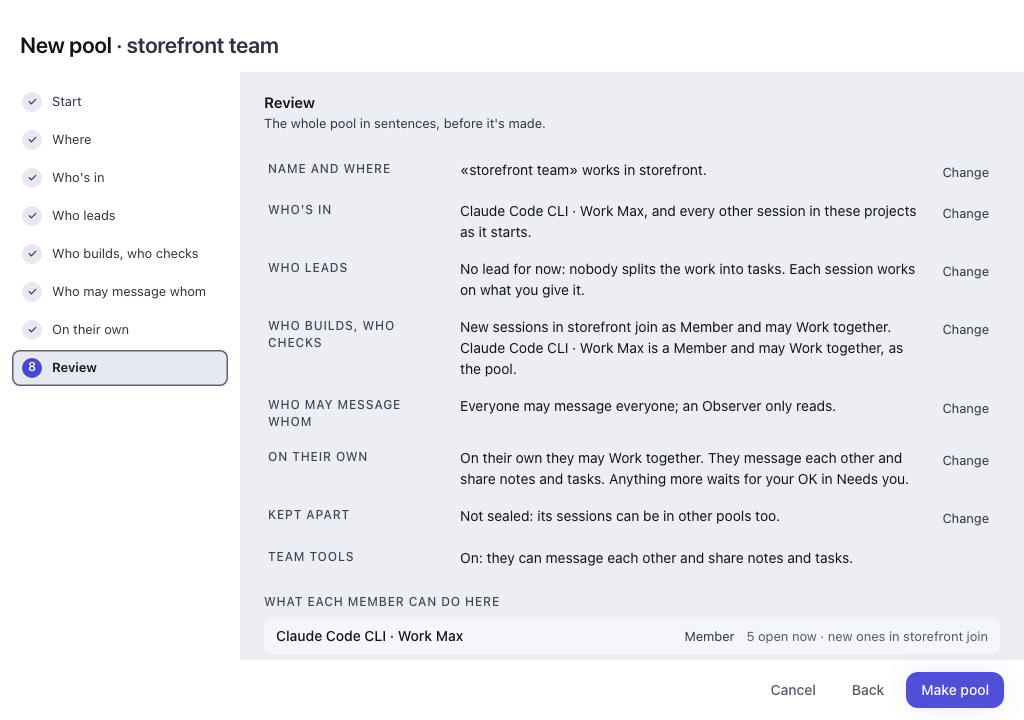 New pool · storefront team
Start
Where
Who's in
Who leads
Who builds, who checks
Who may message whom
On their own
8 Review
Review
The whole pool in sentences, before it's made.
NAME AND WHERE
«storefront team» works in storefront.
Change
WHO'S IN
Claude Code CLI · Work Max, and every other session in these projects
as it starts.
Change
WHO LEADS
No lead for now: nobody splits the work into tasks. Each session works
on what you give it.
Change
WHO BUILDS, WHO
CHECKS
New sessions in storefront join as Member and may Work together.
Claude Code CLI · Work Max is a Member and may Work together, as
the pool.
Change
WHO MAY MESSAGE
WHOM
Everyone may message everyone; an Observer only reads.
Change
ON THEIR OWN
On their own they may Work together. They message each other and
share notes and tasks. Anything more waits for your OK in Needs you.
Change
KEPT APART
Not sealed: its sessions can be in other pools too.
Change
TEAM TOOLS
On: they can message each other and share notes and tasks.
WHAT EACH MEMBER CAN DO HERE
Claude Code CLI · Work Max
Member
5 open now · new ones in storefront join
Cancel
Back
Make pool